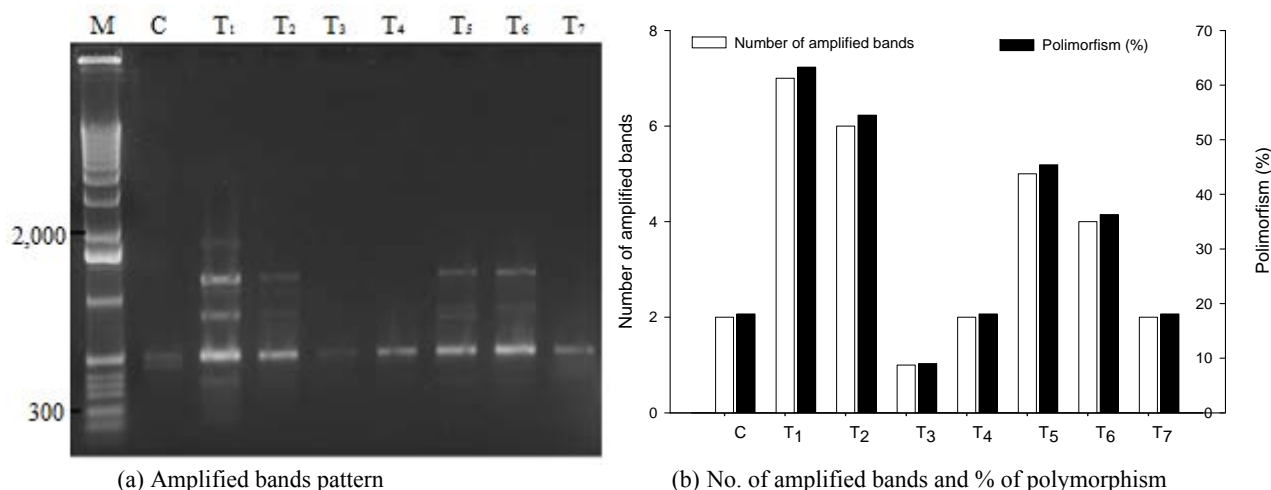 M C T1 T2 T3 T4 T5 T6 T7
2,000
300
(a) Amplified bands pattern
Number of amplified bands
Polimorfism (%)
8
6
4
2
0
Number of amplified bands
70
60
50
40
30
20
10
0
Polimorfism (%)
C T1 T2 T3 T4 T5 T6 T7
(b) No. of amplified bands and % of polymorphism